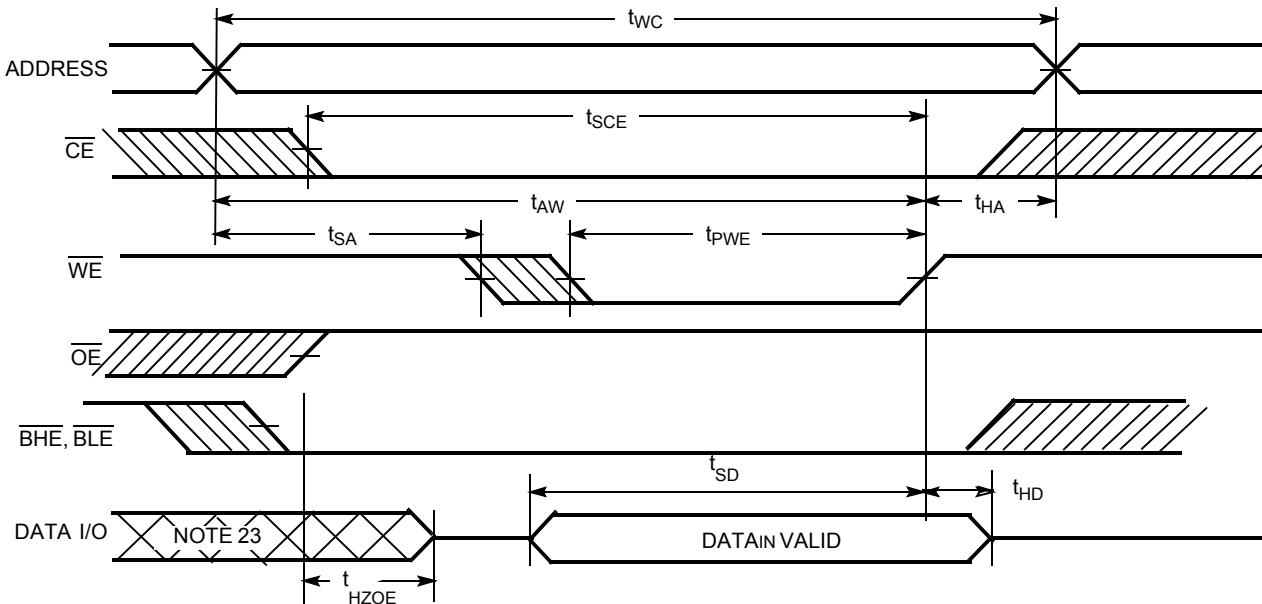 tWC
ADDRESS
tSCE
CE
tAW
tHA
tSA
tPWE
WE
OE
BHE, BLE
tSD
tHD
DATA I/O
NOTE 23
DATAIN VALID
tHZOE